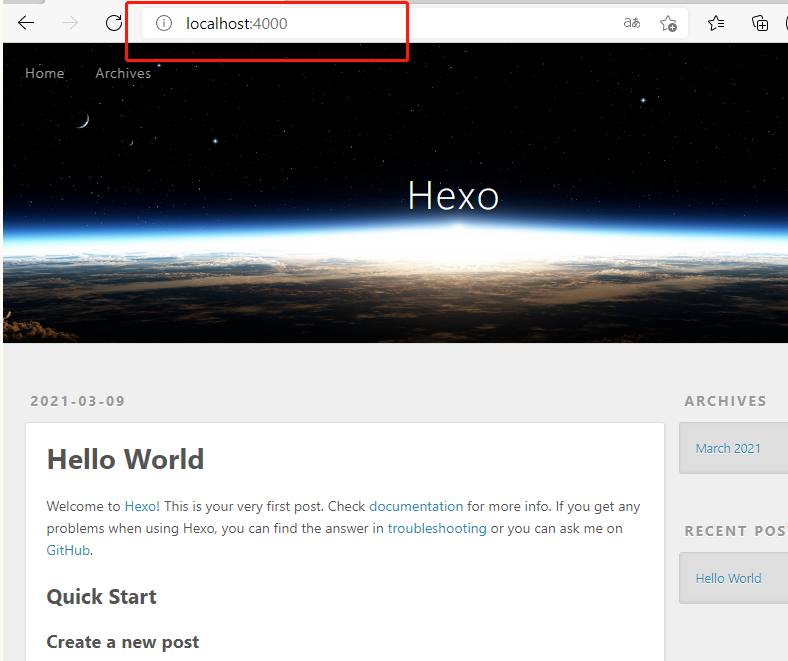 localhost:4000
aあ
Home Archives
Hexo
2021-03-09
Hello World
Welcome to Hexo! This is your very first post. Check documentation for more info. If you get any
problems when using Hexo, you can find the answer in troubleshooting or you can ask me on
GitHub.
Quick Start
Create a new post
ARCHIVES
March 2021
RECENT POS
Hello World